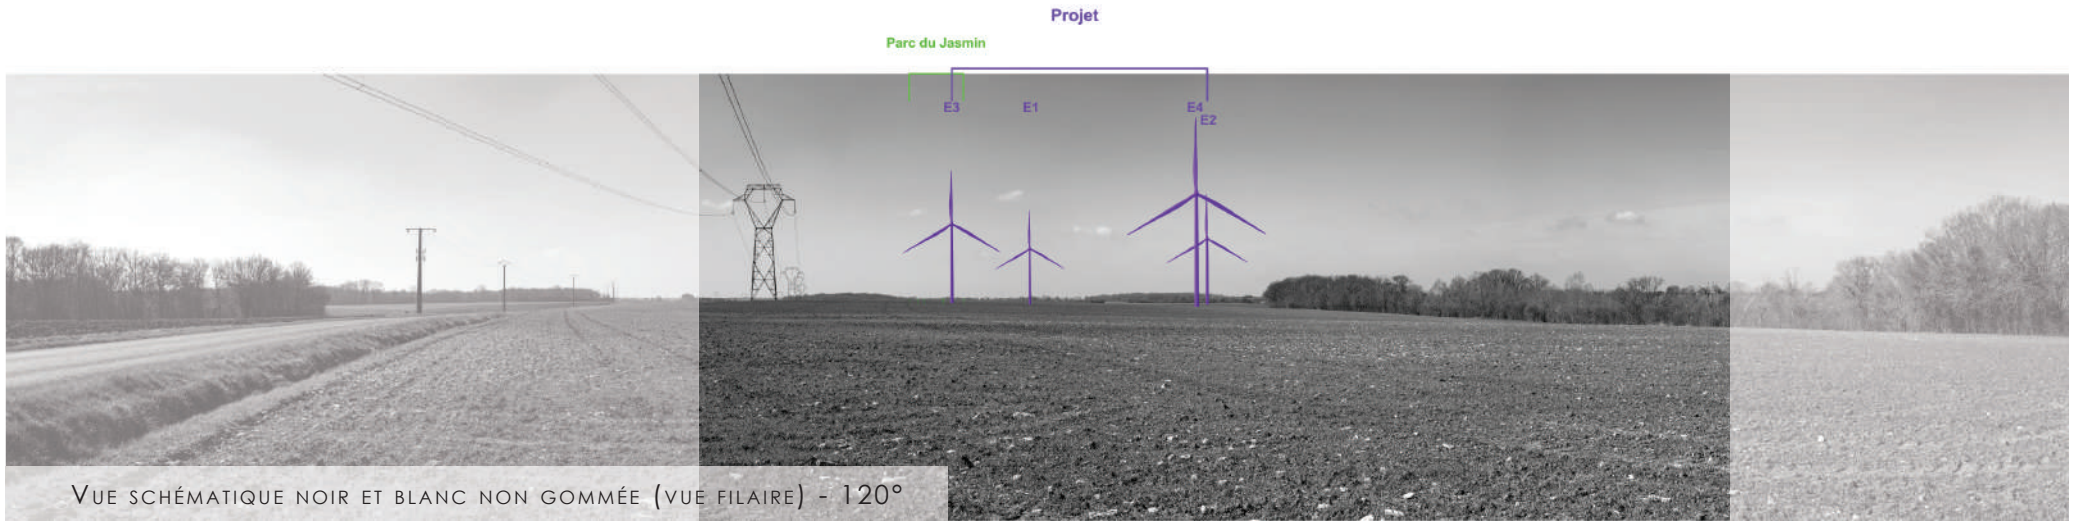 Projet
Parc du Jasmin
E3
E1
E4
E2
VUE SCHÉMATIQUE NOIR ET BLANC NON GOMMÉE (VUE FILAIRE) - 120°